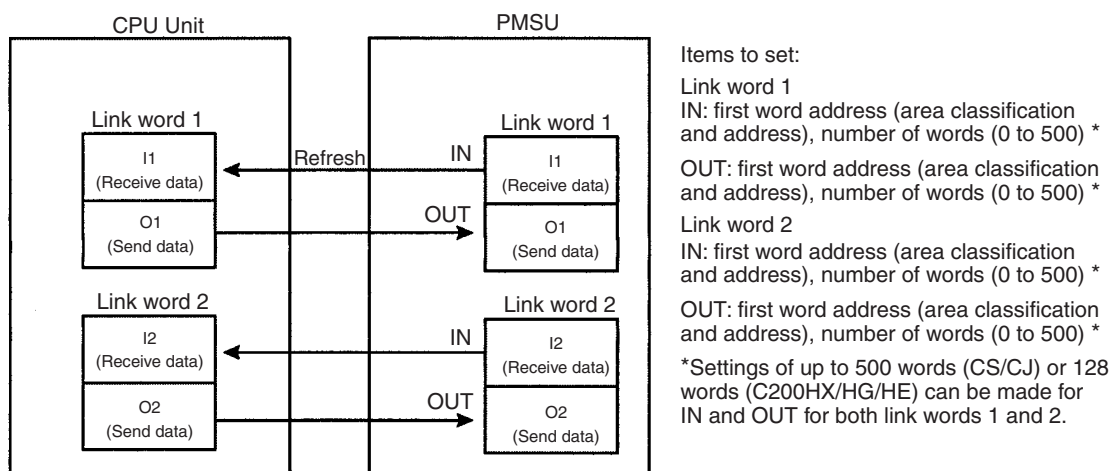 CPU Unit
PMSU
Link word 1
I1
(Receive data)
O1
(Send data)
Refresh
IN
OUT
Link word 1
I1
(Receive data)
O1
(Send data)
Link word 2
I2
(Receive data)
O2
(Send data)
IN
OUT
Link word 2
I2
(Receive data)
O2
(Send data)
Items to set:
Link word 1
IN: first word address (area classification
and address), number of words (0 to 500) *
OUT: first word address (area classification
and address), number of words (0 to 500) *
Link word 2
IN: first word address (area classification
and address), number of words (0 to 500) *
OUT: first word address (area classification
and address), number of words (0 to 500) *
*Settings of up to 500 words (CS/CJ) or 128
words (C200HX/HG/HE) can be made for
IN and OUT for both link words 1 and 2.